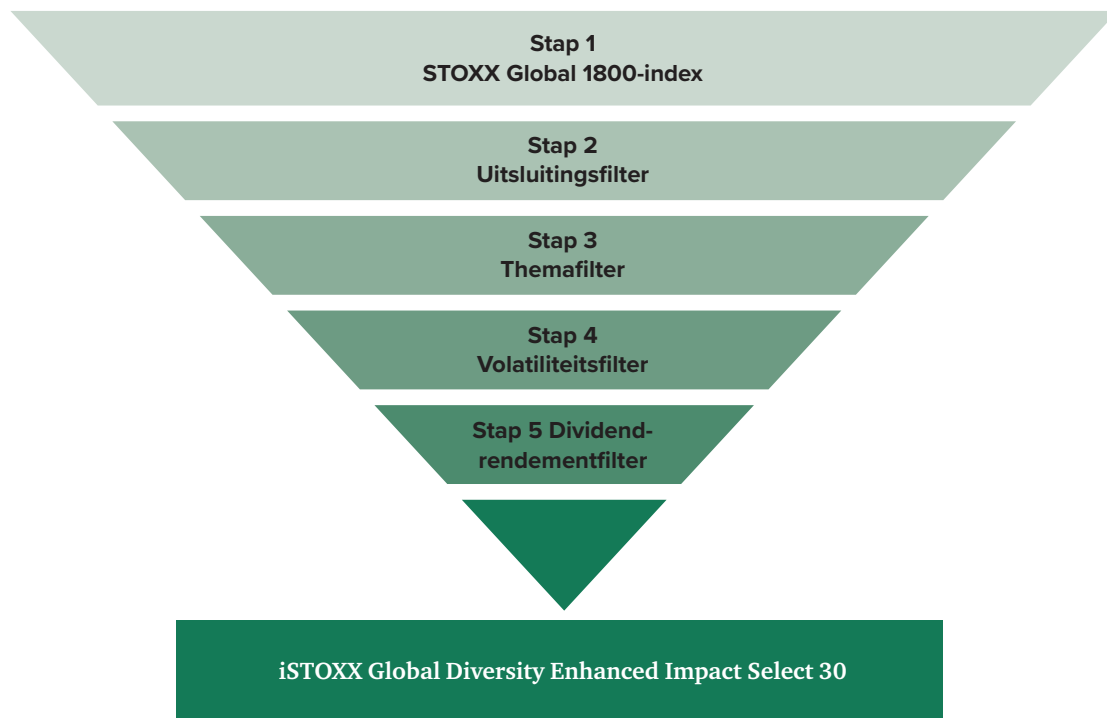 Stap 1
STOXX Global 1800-index
Stap 2
Uitsluitingsfilter
Stap 3
Themafilter
Stap 4
Volatiliteitsfilter
Stap 5 Dividend-
rendementfilter
iSTOXX Global Diversity Enhanced Impact Select 30